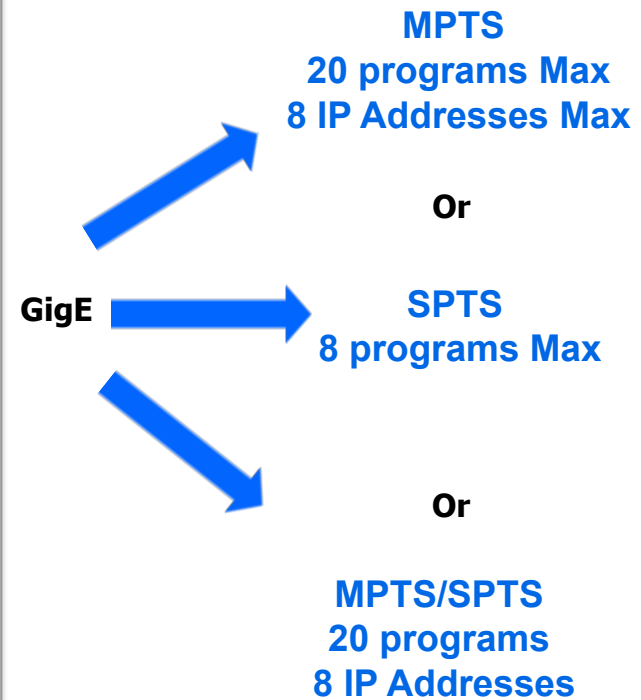 MPTS
20 programs Max
8 IP Addresses Max
Or
GigE
SPTS
8 programs Max
Or
MPTS/SPTS
20 programs
8 IP Addresses